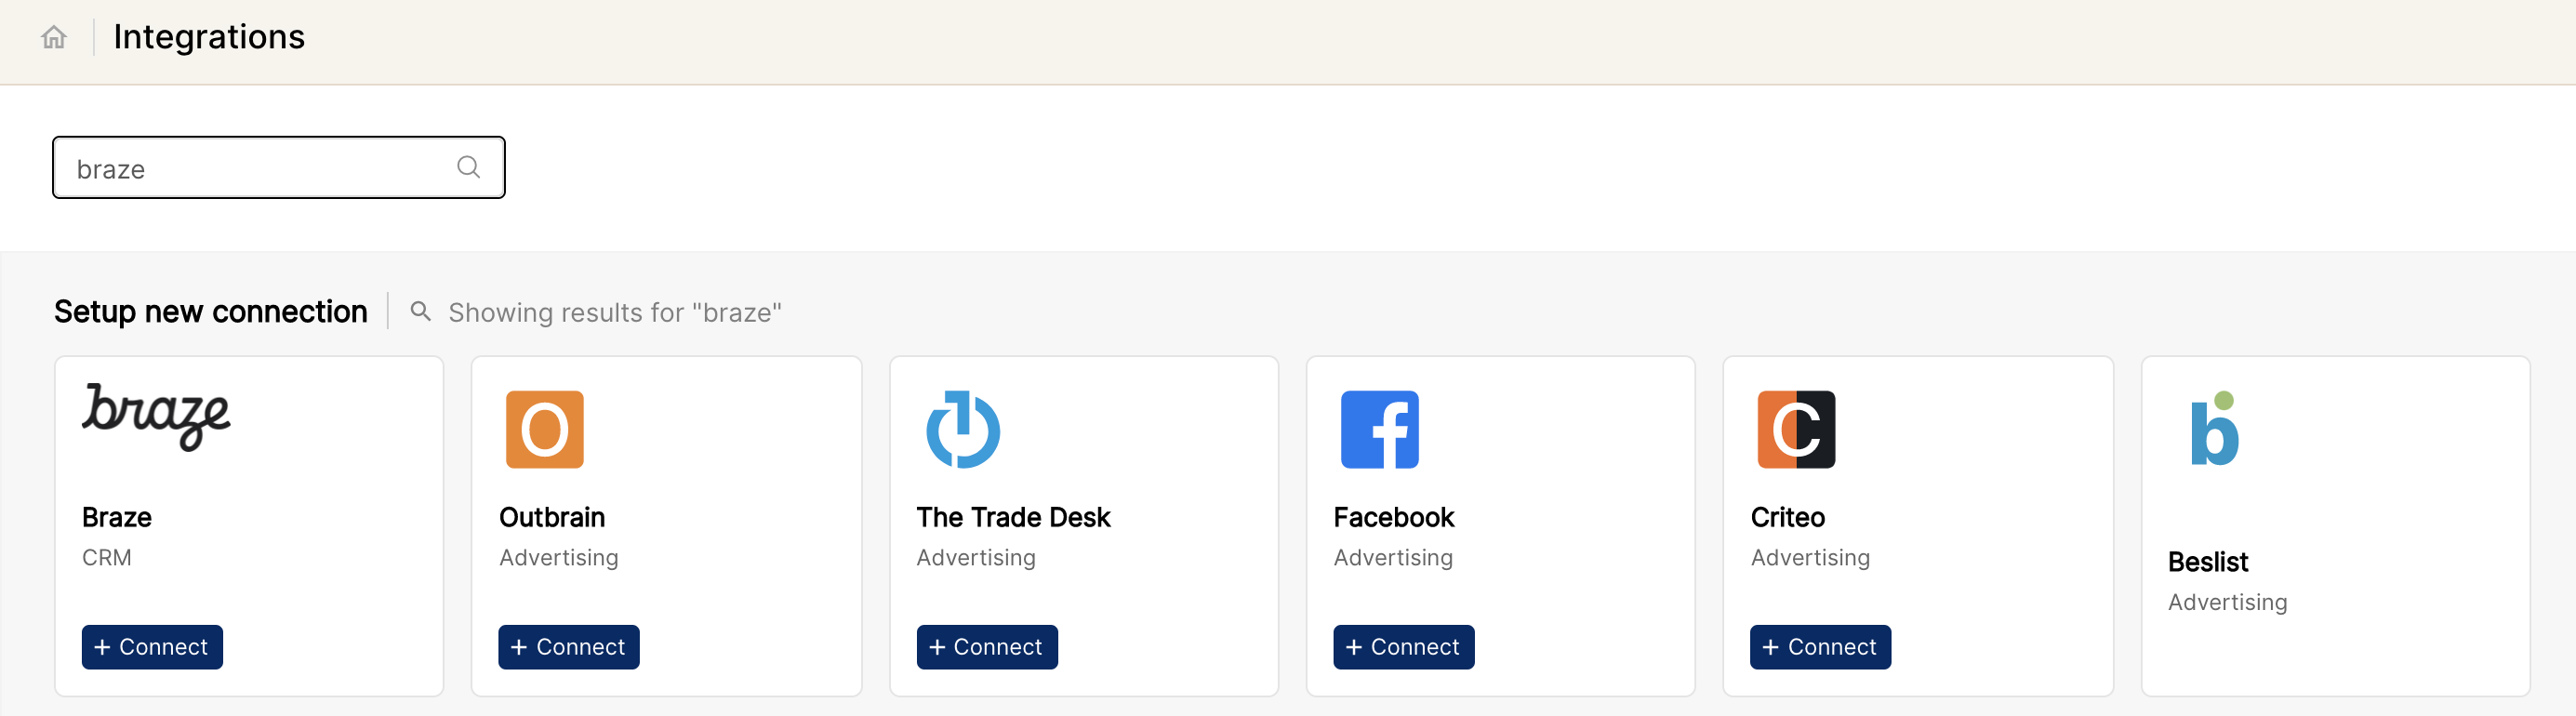 Integrations
braze
Setup new connection
Showing results for "braze"
braze
Braze
CRM
+ Connect
O
Outbrain
Advertising
+ Connect
The Trade Desk
Advertising
+ Connect
f
Facebook
Advertising
+ Connect
C
Criteo
Advertising
+ Connect
b
Beslist
Advertising